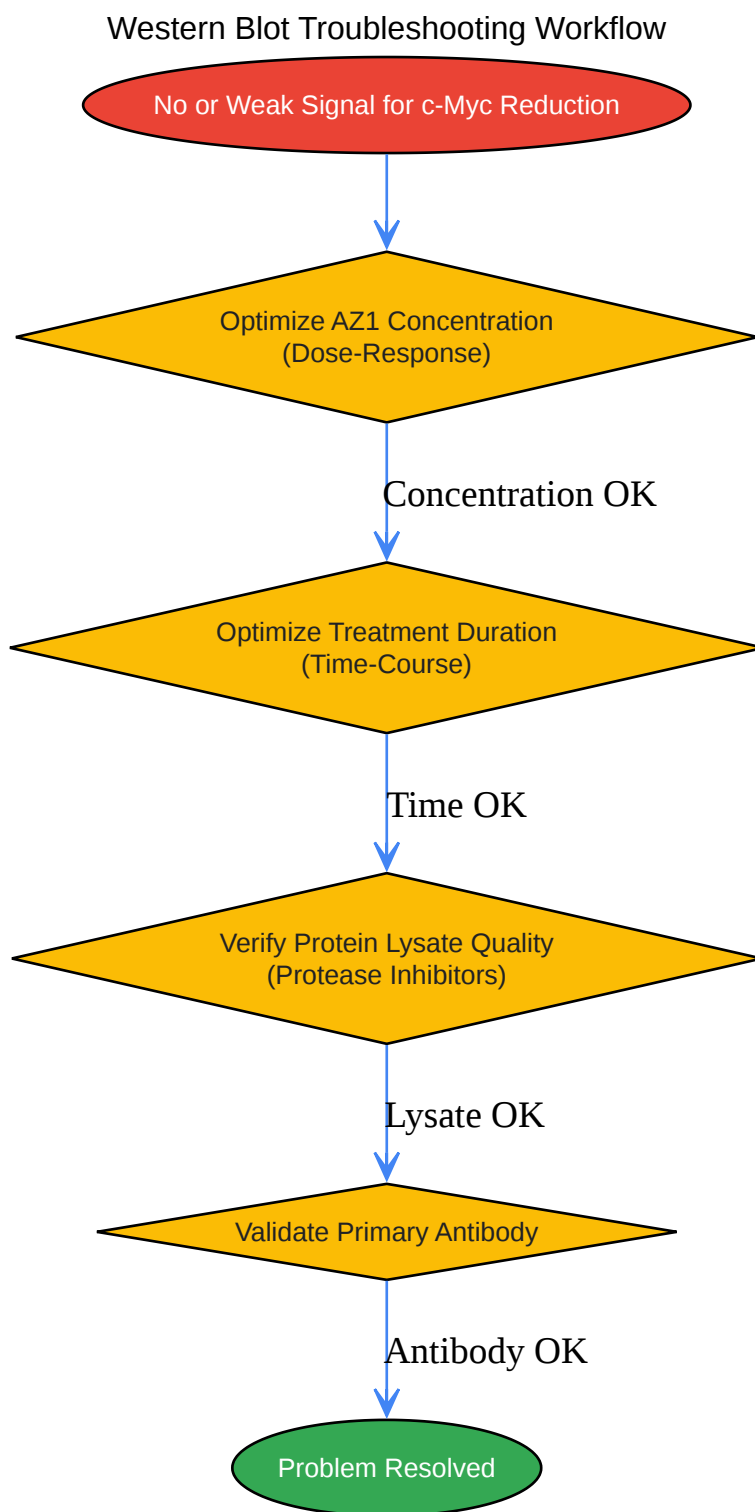 Western Blot Troubleshooting Workflow
No or Weak Signal for c-Myc Reduction
Optimize AZ1 Concentration
(Dose-Response)
Concentration OK
Optimize Treatment Duration
(Time-Course)
Time OK
Verify Protein Lysate Quality
(Protease Inhibitors)
Lysate OK
Validate Primary Antibody
Antibody OK
Problem Resolved